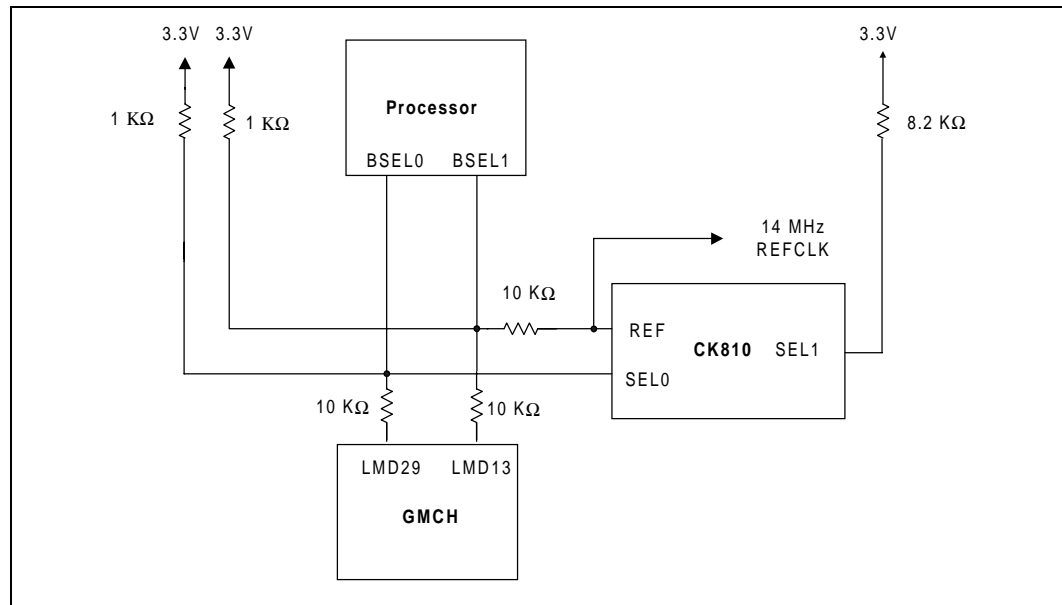 3.3V 3.3V
3.3V
1 KΩ
1 KΩ
Processor
BSEL0 BSEL1
8.2 KΩ
14 MHz
REFCLK
10 KΩ
REF
CK810 SEL1
SEL0
10 KΩ
10 KΩ
LMD29 LMD13
GMCH